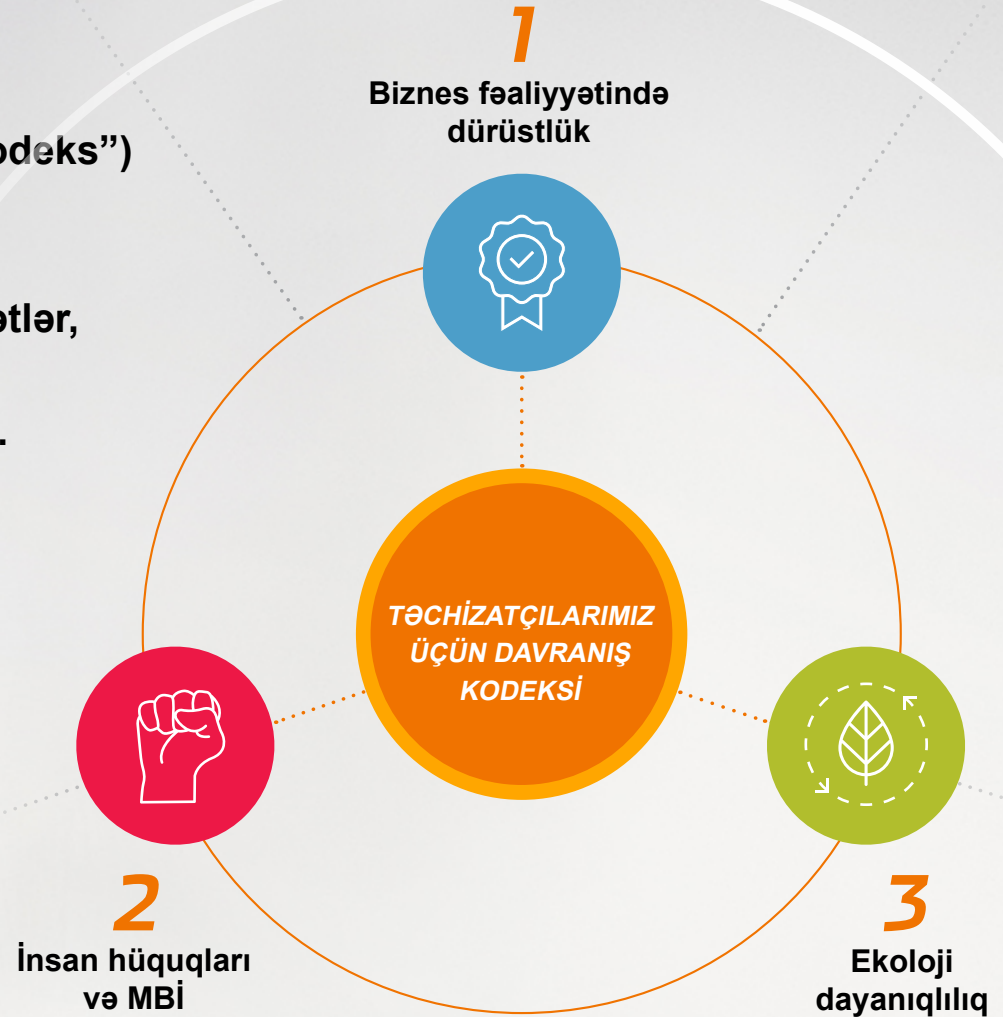 1
Biznes fəaliyyətində
dürüstlük
odeks”)
ətlər,
.
TƏCHİZATÇILARIMIZ
ÜÇÜN DAVRANIŞ
KODEKSİ
2
İnsan hüquqları
və MBİ
3
Ekoloji
dayanıqlılıq